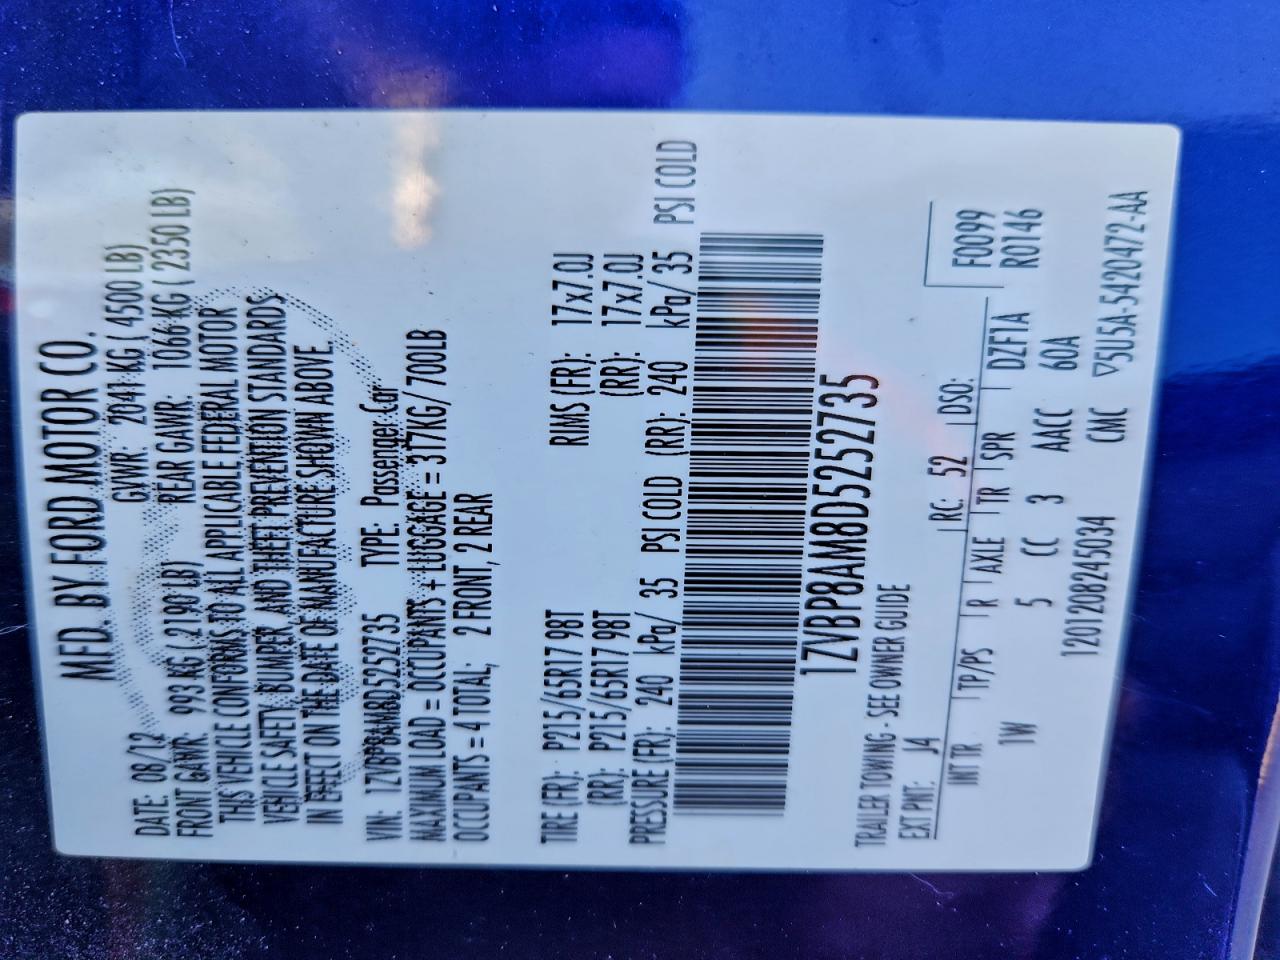 MFD. BY FORD MOTOR CO.
DATE: 08/12 GVWR: 2041 KG ( 4500 LB)
FRONT GAWR: 993 KG ( 2190 LB) REAR GAWR: 1066 KG ( 2350 LB)
THIS VEHICLE CONFORMS TO ALL APPLICABLE FEDERAL MOTOR
VEHICLE SAFETY, BUMPER, AND THEFT PREVENTION STANDARDS
IN EFFECT ON THE DATE OF MANUFACTURE SHOWN ABOVE.
VIN: 1ZVBP8AM8D5252735 TYPE: Passenger Car
MAXIMUM LOAD = OCCUPANTS + LUGGAGE = 317KG/ 700LB
OCCUPANTS = 4 TOTAL; 2 FRONT, 2 REAR
TIRE (FR): P215/65R17 98T RIMS (FR): 17x7.0J
(RR): P215/65R17 98T (RR): 17x7.0J
PRESSURE (FR): 240 kPa/ 35 PSI COLD (RR): 240 kPa/ 35 PSI COLD
1ZVBP8AM8D5252735
TRAILER TOWING - SEE OWNER GUIDE
EXT PNT: J4 RC: 52 DSO: F0099
INT TR TP/PS R AXLE TR SPR DZF1A R0746
1W 5 CC 3 AACC 60A
1201208245034 CMC ▽5U5A-5420472-AA